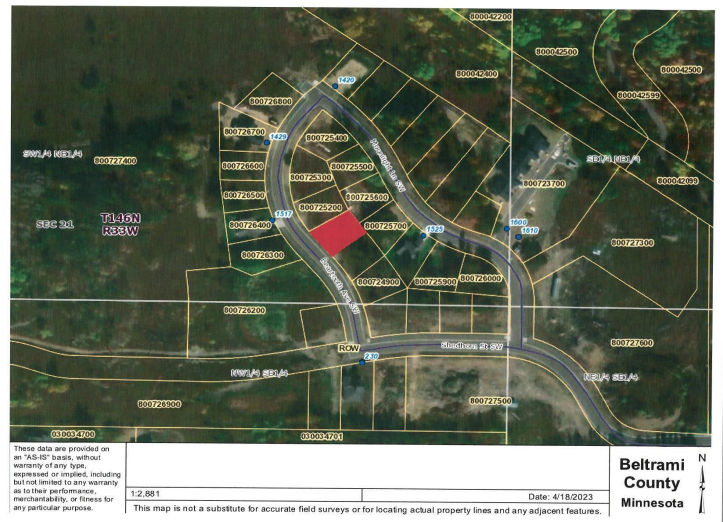 800042200
800042500
800042400
800042500
1420
800042599
800726800
1429
800726700
800725400
SW1/4 NE1/4
800727400
SE1/4 NE1/4
800726600
800725500
800042099
800725300
800723700
800726500
800725600
800725200
1517
SEC 21
T146N
R33W
800726400
800725700
1525
1600
1610
800727300
800726300
800724900
800725900
800726000
800726200
800727600
ROW
230
NW1/4 SE1/4
NE1/4 SE1/4
800726900
800727500
030034700
030034701
These data are provided on
an "AS-IS" basis, without
warranty of any type,
expressed or implied, including
but not limited to any warranty
as to their performance,
merchantability, or fitness for
any particular purpose.
1:2,881
Date: 4/18/2023
This map is not a substitute for accurate field surveys or for locating actual property lines and any adjacent features.
Beltrami
County
Minnesota
N